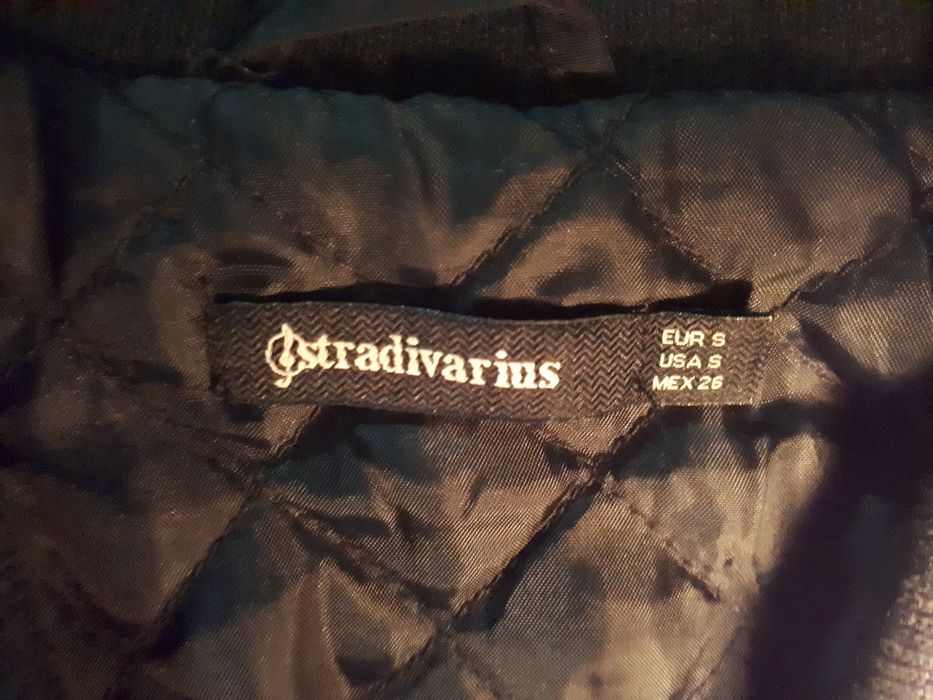 stradivarius
EUR S
USA S
MEX 26